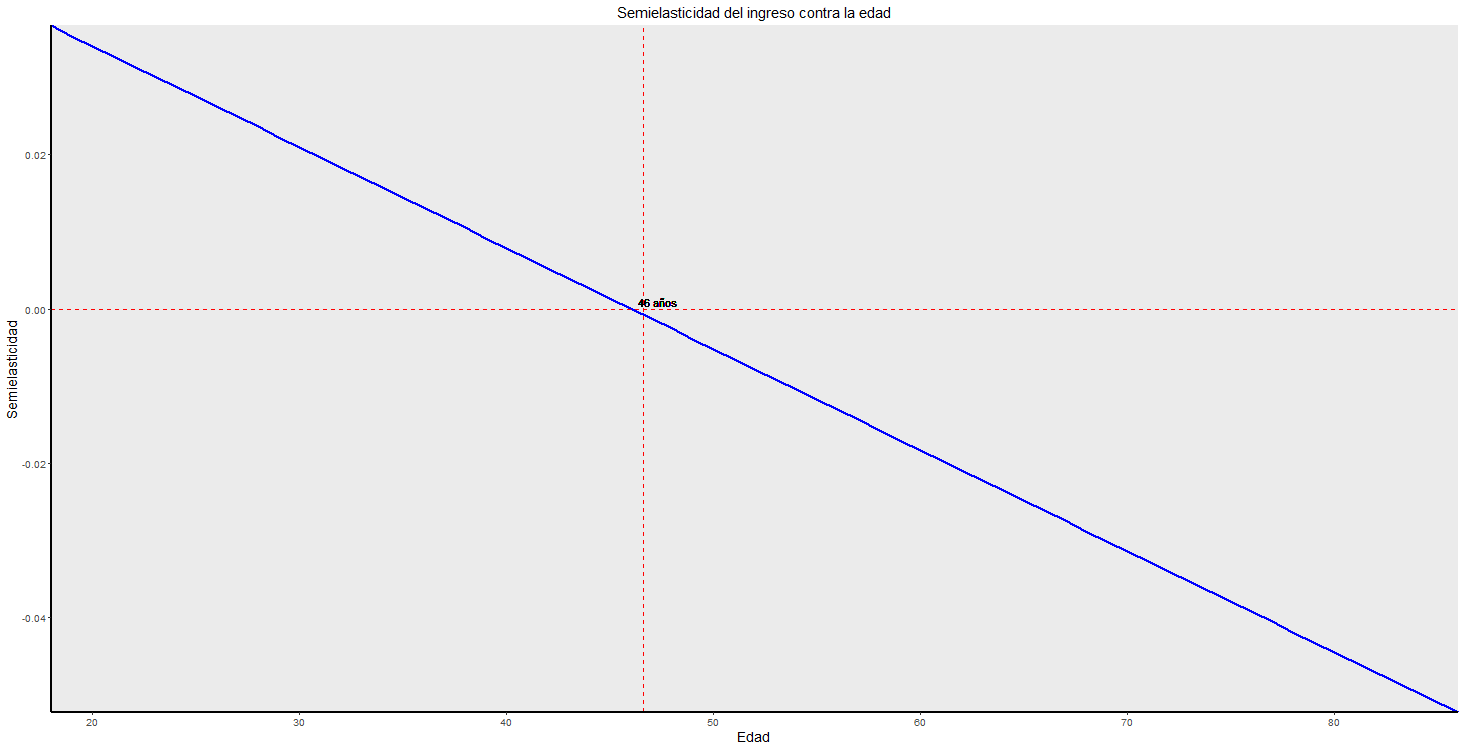 Semielasticidad del ingreso contra la edad
Semielasticidad
0.02
0.00
-0.02
-0.04
46 años
20 30 40 50 60 70 80
Edad